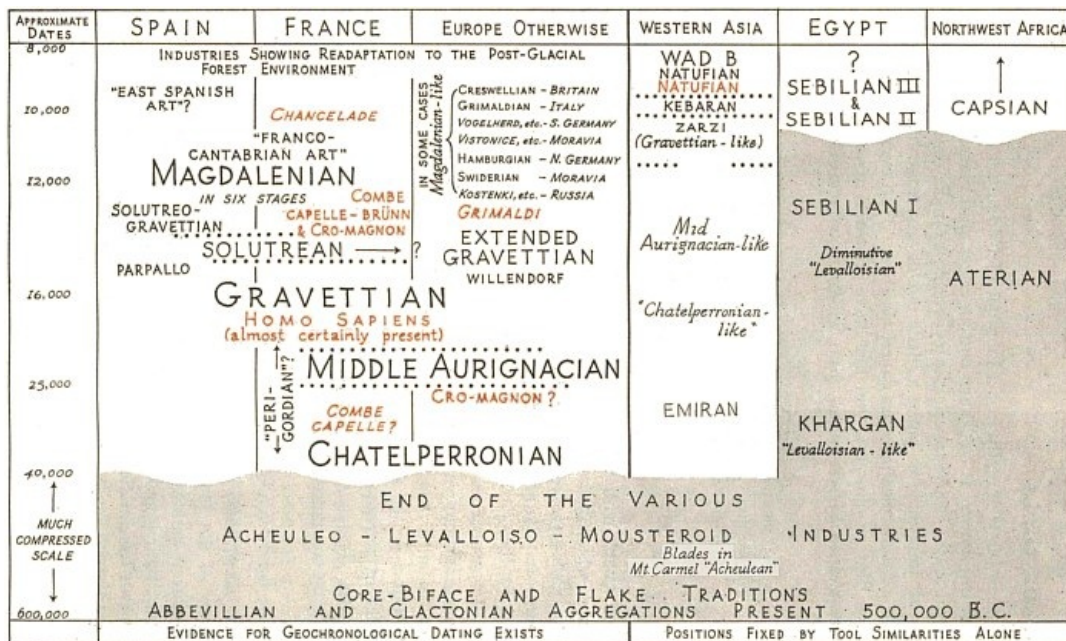 APPROXIMATE
DATES
SPAIN
FRANCE
EUROPE OTHERWISE
WESTERN ASIA
EGYPT
NORTHWEST AFRICA
8,000
10,000
12,000
16,000
25,000
40,000
MUCH
COMPRESSED
SCALE
600,000
INDUSTRIES SHOWING READAPTATION TO THE POST-GLACIAL
FOREST ENVIRONMENT
"EAST SPANISH
ART"?
CHANCELADE
"FRANCO-
CANTABRIAN ART"
MAGDALENIAN
IN SIX STAGES
COMBE
CAPELLE-BRÜNN
& CRO-MAGNON
SOLUTREO-
GRAVETTIAN
SOLUTREAN
?
PARPALLO
GRAVETTIAN
HOMO SAPIENS
(almost certainly present)
"PERI-
GORDIAN"?
MIDDLE AURIGNACIAN
CRO-MAGNON?
COMBE
CAPELLE?
CHATELPERRONIAN
IN SOME CASES
Magdalenian-like
CRESWELLIAN - BRITAIN
GRIMALDIAN - ITALY
VOGELHERD, etc. - S. GERMANY
VISTONICE, etc. - MORAVIA
HAMBURGIAN - N. GERMANY
SWIDERIAN - MORAVIA
KOSTENKI, etc. - RUSSIA
GRIMALDI
EXTENDED
GRAVETTIAN
WILLENDORF
WAD B
NATUFIAN
NATUFIAN
KEBARAN
ZARZI
(Gravettian-like)
Mid
Aurignacian-like
"Chatelperronian-
like"
EMIRAN
?
SEBILIAN III
&
SEBILIAN II
SEBILIAN I
Diminutive
"Levalloisian"
KHARGAN
"Levalloisian-like"
CAPSIAN
ATERIAN
END OF THE VARIOUS
ACHEULEO - LEVALLOISO - MOUSTEROID INDUSTRIES
Blades in
Mt. Carmel "Acheulean"
CORE-BIFACE AND FLAKE TRADITIONS
ABBEVILLIAN AND CLACTONIAN AGGREGATIONS PRESENT 500,000 B.C.
EVIDENCE FOR GEOCHRONOLOGICAL DATING EXISTS
POSITIONS FIXED BY TOOL SIMILARITIES ALONE